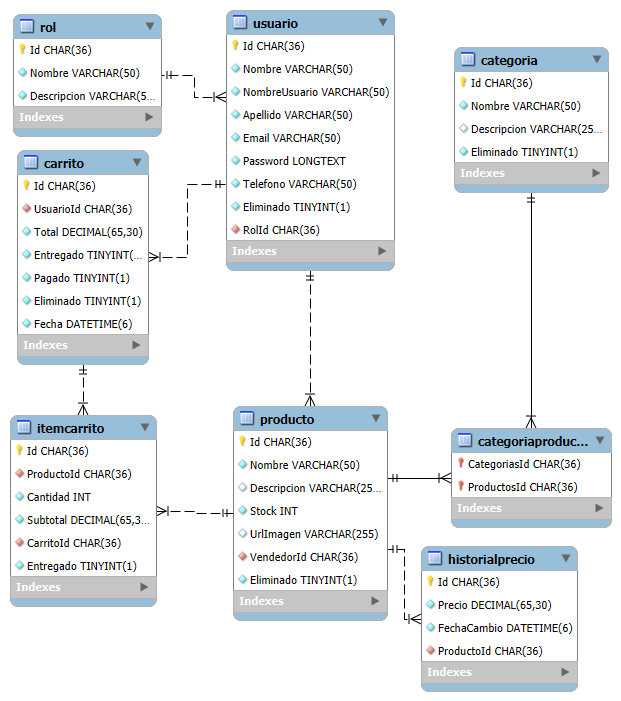 rol
Id CHAR(36)
Nombre VARCHAR(50)
Descripcion VARCHAR(5...
Indexes
usuario
Id CHAR(36)
Nombre VARCHAR(50)
NombreUsuario VARCHAR(50)
Apellido VARCHAR(50)
Email VARCHAR(50)
Password LONGTEXT
Telefono VARCHAR(50)
Eliminado TINYINT(1)
RolId CHAR(36)
Indexes
categoria
Id CHAR(36)
Nombre VARCHAR(50)
Descripcion VARCHAR(25...
Eliminado TINYINT(1)
Indexes
carrito
Id CHAR(36)
UsuarioId CHAR(36)
Total DECIMAL(65,30)
Entregado TINYINT(...
Pagado TINYINT(1)
Eliminado TINYINT(1)
Fecha DATETIME(6)
Indexes
itemcarrito
Id CHAR(36)
ProductoId CHAR(36)
Cantidad INT
Subtotal DECIMAL(65,3...
CarritoId CHAR(36)
Entregado TINYINT(1)
Indexes
producto
Id CHAR(36)
Nombre VARCHAR(50)
Descripcion VARCHAR(25...
Stock INT
UrlImagen VARCHAR(255)
VendedorId CHAR(36)
Eliminado TINYINT(1)
Indexes
categoriaproduc...
CategoriasId CHAR(36)
ProductosId CHAR(36)
Indexes
historialprecio
Id CHAR(36)
Precio DECIMAL(65,30)
FechaCambio DATETIME(6)
ProductoId CHAR(36)
Indexes